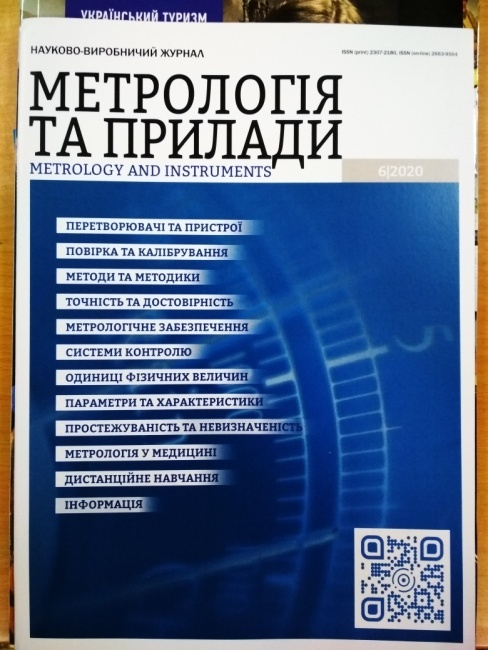 УКРАЇНСЬКИЙ ТУРИЗМ
НАУКОВО-ВИРОБНИЧИЙ ЖУРНАЛ
ISSN (print) 2307-2180, ISSN (online) 2663-9564
МЕТРОЛОГІЯ
ТА ПРИЛАДИ
METROLOGY AND INSTRUMENTS
6|2020
ПЕРЕТВОРЮВАЧІ ТА ПРИСТРОЇ
ПОВІРКА ТА КАЛІБРУВАННЯ
МЕТОДИ ТА МЕТОДИКИ
ТОЧНІСТЬ ТА ДОСТОВІРНІСТЬ
МЕТРОЛОГІЧНЕ ЗАБЕЗПЕЧЕННЯ
СИСТЕМИ КОНТРОЛЮ
ОДИНИЦІ ФІЗИЧНИХ ВЕЛИЧИН
ПАРАМЕТРИ ТА ХАРАКТЕРИСТИКИ
ПРОСТЕЖУВАНІСТЬ ТА НЕВИЗНАЧЕНІСТЬ
МЕТРОЛОГІЯ У МЕДИЦИНІ
ДИСТАНЦІЙНЕ НАВЧАННЯ
ІНФОРМАЦІЯ